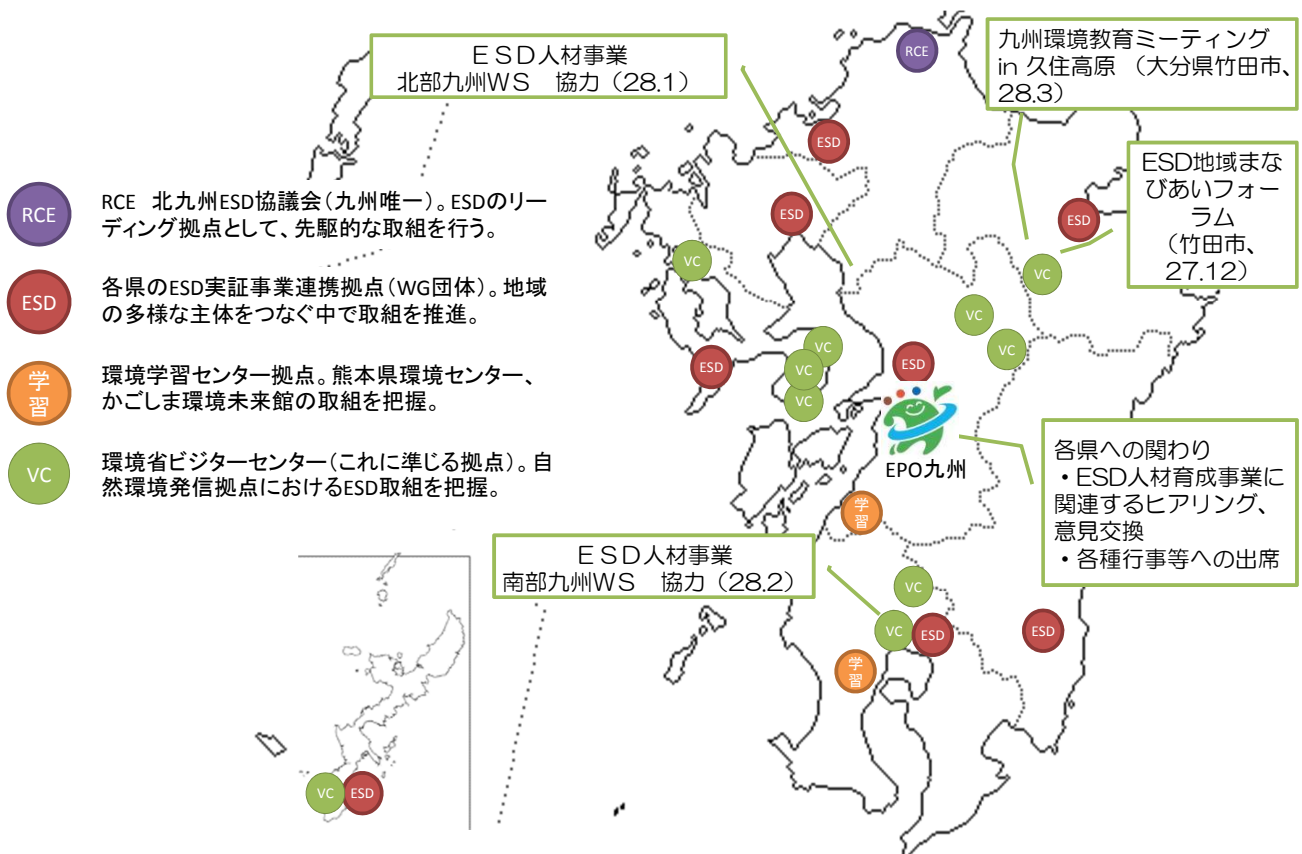 ＥＳＤ人材事業
北部九州WS　協力（28.1）
RCE
九州環境教育ミーティング
in 久住高原 （大分県竹田市、
28.3）
ESD
ESD地域まな
びあいフォー
ラム
（竹田市、
27.12）
RCE
RCE　北九州ESD協議会（九州唯一）。ESDのリー
ディング拠点として、先駆的な取組を行う。
ESD
ESD
VC
VC
ESD
各県のESD実証事業連携拠点（WG団体）。地域
の多様な主体をつなぐ中で取組を推進。
VC
VC
VC
VC
VC
ESD
ESD
学
習
環境学習センター拠点。熊本県環境センター、
かごしま環境未来館の取組を把握。
EPO九州
VC
環境省ビジターセンター（これに準じる拠点）。自
然環境発信拠点におけるESD取組を把握。
各県への関わり
・ESD人材育成事業に
関連するヒアリング、
意見交換
・各種行事等への出席
学
習
ＥＳＤ人材事業
南部九州WS　協力（28.2）
VC
VC
ESD
ESD
学
習
VC
ESD